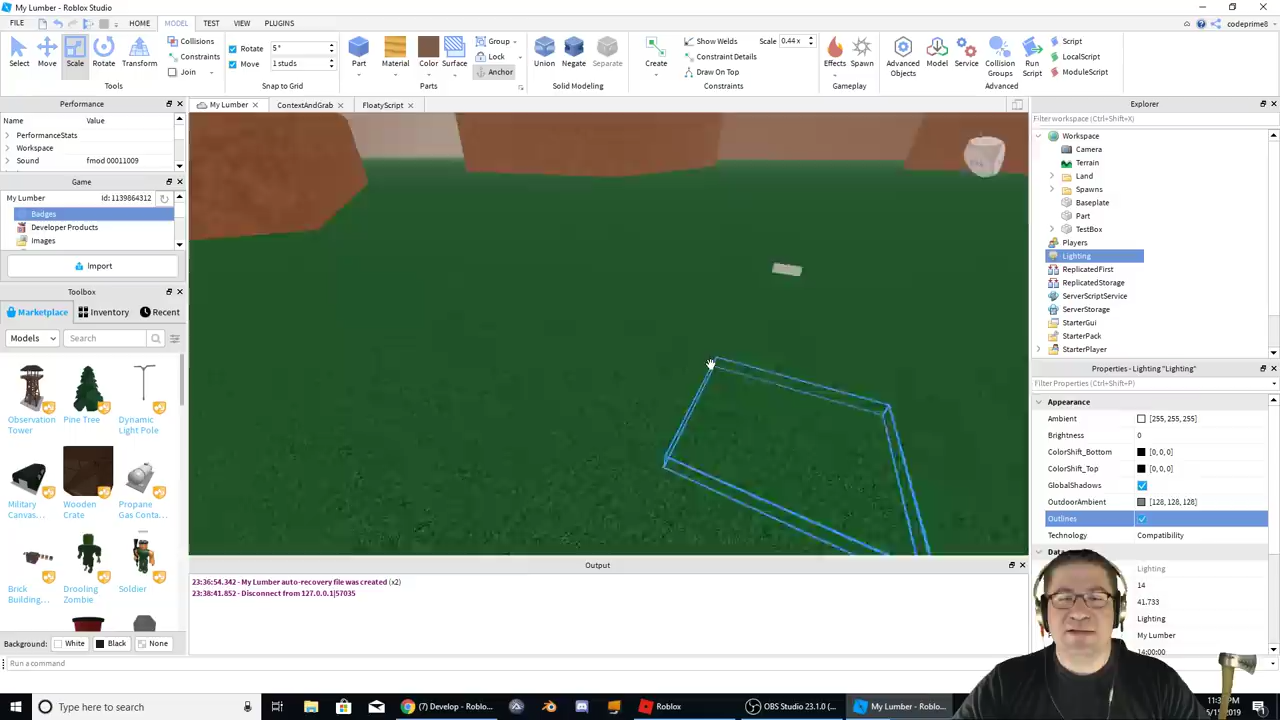 My Lumber - Roblox Studio
FILE HOME MODEL TEST VIEW PLUGINS codeprime8
Select Move Scale Rotate Transform
Collisions
Constraints
Join
Tools
Rotate 5°
Move 1 studs
Snap to Grid
Part Material Color Surface
Group
Lock
Anchor
Parts
Union Negate Separate
Solid Modeling
Create
Show Welds
Constraint Details
Draw On Top
Scale 0.44 x
Constraints
Effects Spawn
Gameplay
Advanced Objects Model Service Collision Groups Run Script
Script
LocalScript
ModuleScript
Advanced
Performance
Name Value
PerformanceStats
Workspace
Sound fmod 00011009
Game
My Lumber Id: 1139864312
Badges
Developer Products
Images
Import
Toolbox
Marketplace Inventory Recent
Models Search
Observation Tower
Pine Tree
Dynamic Light Pole
Military Canvas...
Wooden Crate
Propane Gas Conta...
Brick Building...
Drooling Zombie
Soldier
Background: White Black None
Run a command
My Lumber ContextAndGrab FloatyScript
Output
23:36:54.342 - My Lumber auto-recovery file was created (x2)
23:38:41.852 - Disconnect from 127.0.0.1|57035
Explorer
Filter workspace (Ctrl+Shift+X)
Workspace
Camera
Terrain
Land
Spawns
Baseplate
Part
TestBox
Players
Lighting
ReplicatedFirst
ReplicatedStorage
ServerScriptService
ServerStorage
StarterGui
StarterPack
StarterPlayer
Properties - Lighting "Lighting"
Filter Properties (Ctrl+Shift+P)
Appearance
Ambient [255, 255, 255]
Brightness 0
ColorShift_Bottom [0, 0, 0]
ColorShift_Top [0, 0, 0]
GlobalShadows
OutdoorAmbient [128, 128, 128]
Outlines
Technology Compatibility
Lighting
14
41.733
Lighting
My Lumber
14:00:00
Type here to search
(7) Develop - Roblo...
Roblox
OBS Studio 23.1.0 (...
My Lumber - Roblo...